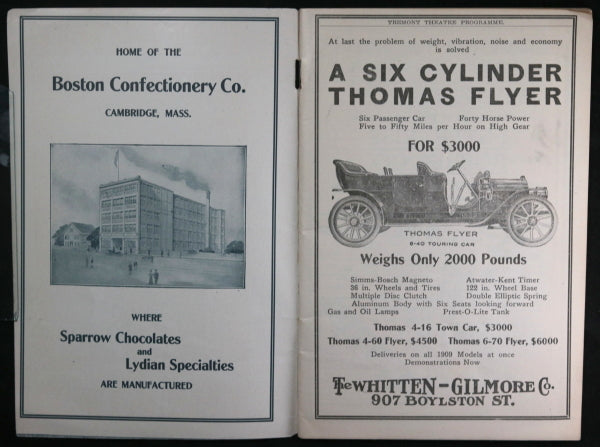 HOME OF THE
Boston Confectionery Co.
CAMBRIDGE, MASS.
WHERE
Sparrow Chocolates
and
Lydian Specialties
ARE MANUFACTURED
TREMONT THEATRE PROGRAMME.
At last the problem of weight, vibration, noise and economy
is solved
A SIX CYLINDER
THOMAS FLYER
Six Passenger Car Forty Horse Power
Five to Fifty Miles per Hour on High Gear
FOR $3000
THOMAS FLYER
6-40 TOURING CAR
Weighs Only 2000 Pounds
Simms-Bosch Magneto Atwater-Kent Timer
36 in. Wheels and Tires 122 in. Wheel Base
Multiple Disc Clutch Double Elliptic Spring
Aluminum Body with Six Seats looking forward
Gas and Oil Lamps Prest-O-Lite Tank
Thomas 4-16 Town Car, $3000
Thomas 4-60 Flyer, $4500 Thomas 6-70 Flyer, $6000
Deliveries on all 1909 Models at once
Demonstrations Now
The WHITTEN-GILMORE Co.
907 BOYLSTON ST.